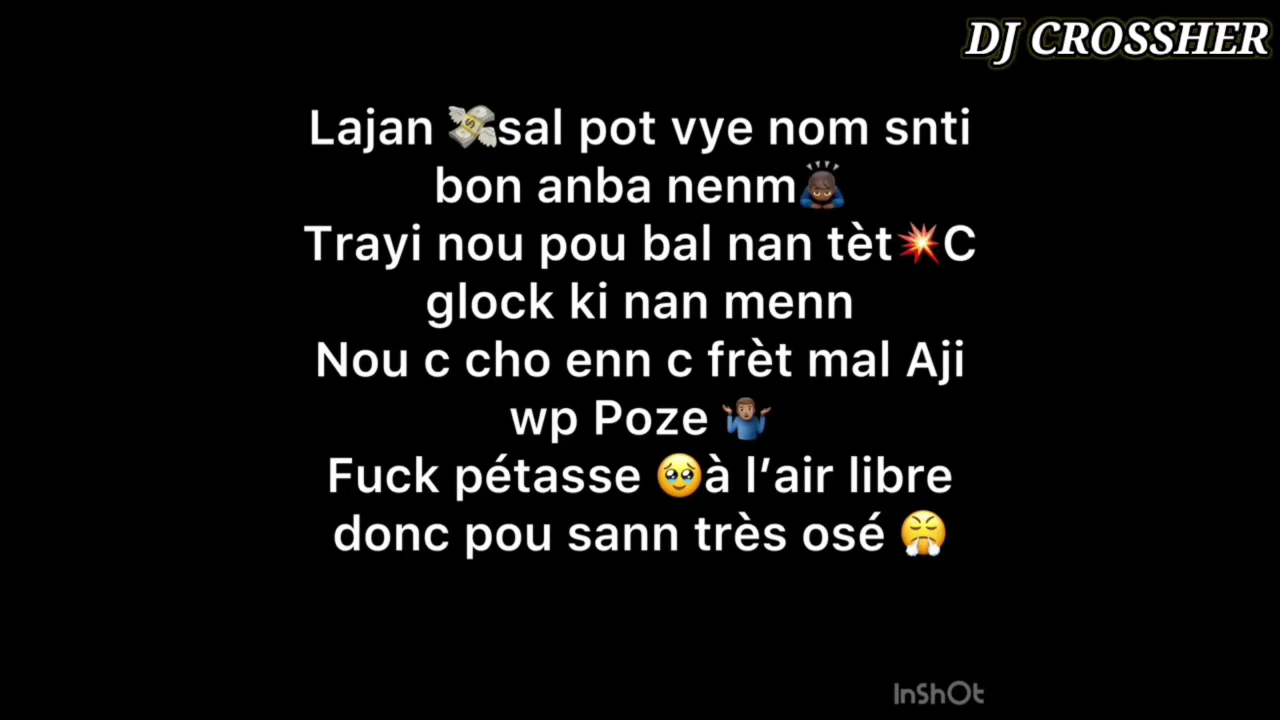 DJ CROSSHER
Lajan 💸sal pot vye nom snti
bon anba nenm🙇🏾‍♂️
Trayi nou pou bal nan tèt💥C
glock ki nan menn
Nou c cho enn c frèt mal Aji
wp Poze 🤷🏽‍♂️
Fuck pétasse 🥹à l’air libre
donc pou sann très osé 😤
InShOt